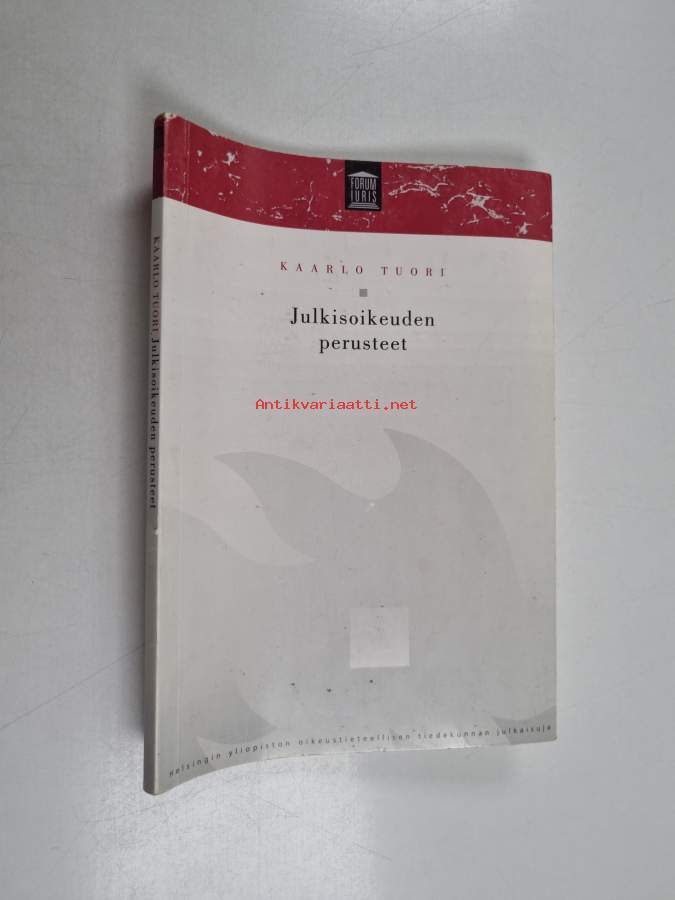 FORUM
IURIS
KAARLO TUORI
Julkisoikeuden
perusteet
Antikvariaatti.net
KAARLO TUORI Julkisoikeuden perusteet
Helsingin yliopiston oikeustieteellisen tiedekunnan julkaisuja